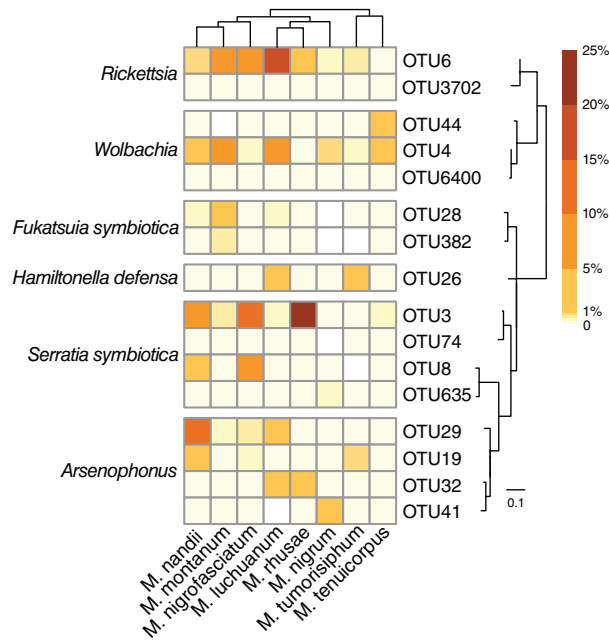 Rickettsia
OTU6
OTU3702
Wolbachia
OTU44
OTU4
OTU6400
Fukatsuia symbiotica
OTU28
OTU382
Hamiltonella defensa
OTU26
Serratia symbiotica
OTU3
OTU74
OTU8
OTU635
Arsenophonus
OTU29
OTU19
OTU32
OTU41
M. nandii
M. montanum
M. nigrofasciatum
M. luchuanum
M. rhusae
M. nigrum
M. tumorisiphum
M. tenuicorpus
25%
20%
15%
10%
5%
1%
0
0.1